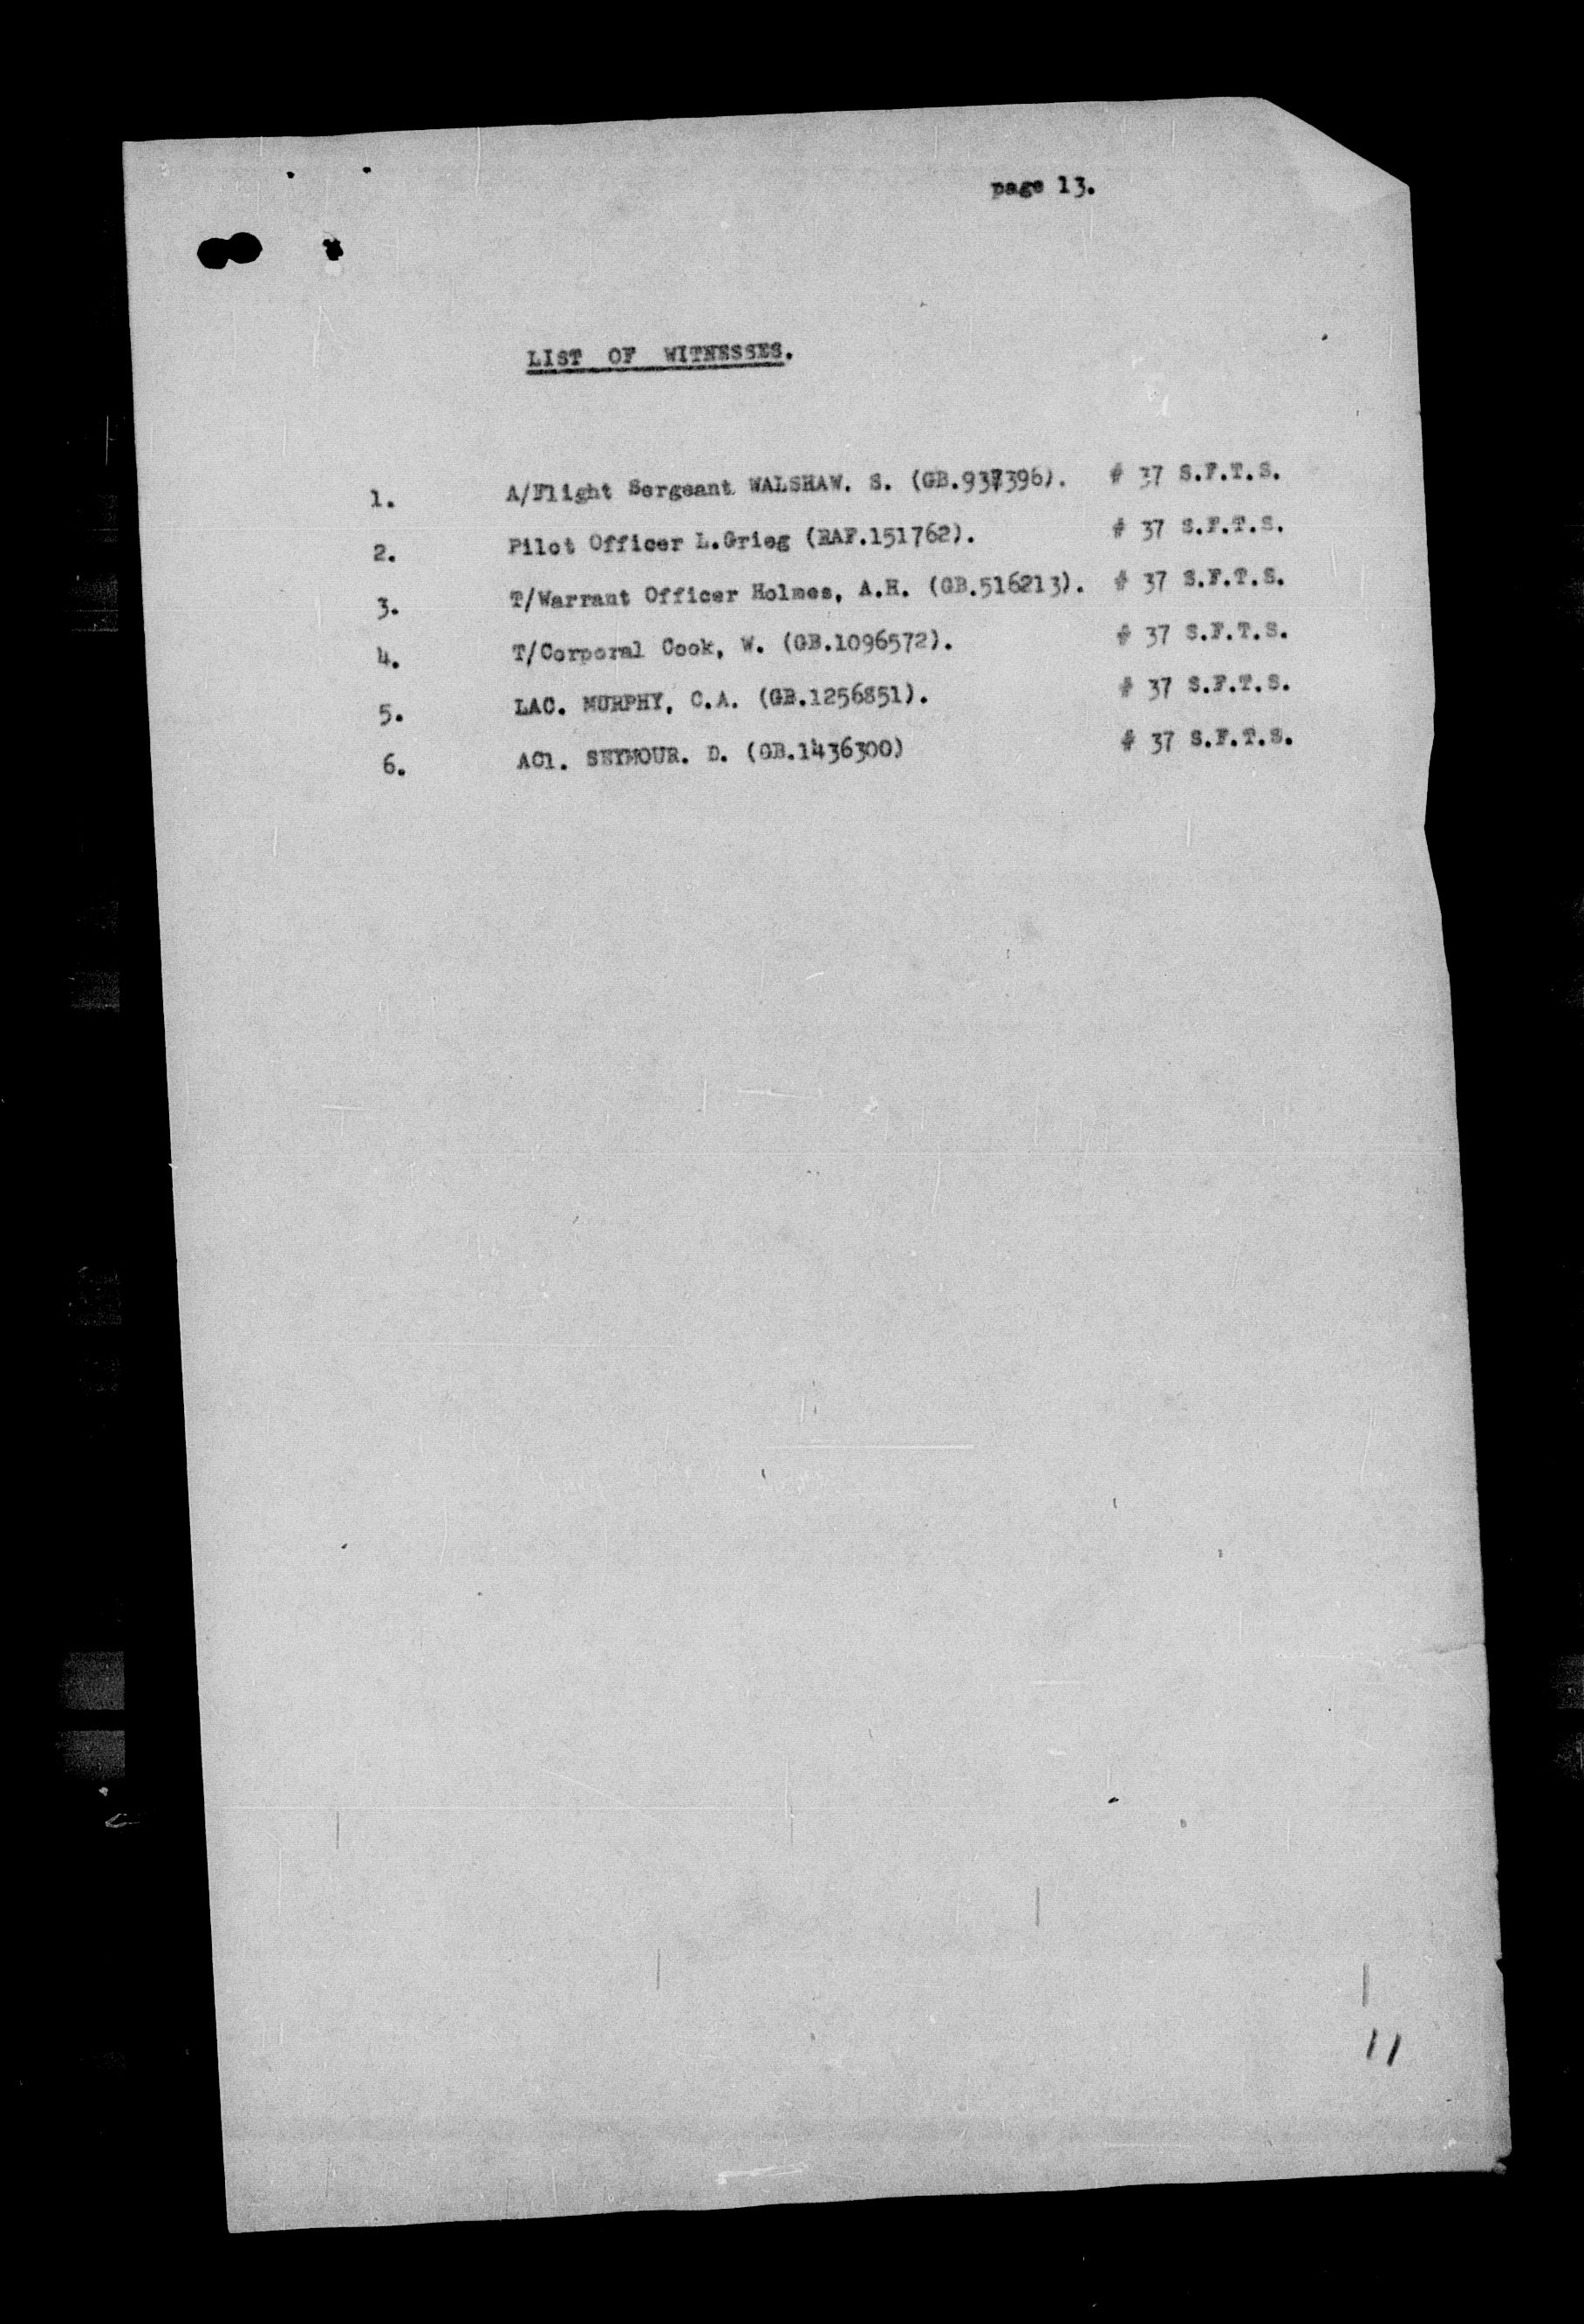 page 13.
LIST OF WITNESSES.
1. A/Flight Sergeant WALSHAW. S. (GB.937396). # 37 S.F.T.S.
2. Pilot Officer L.Grieg (RAF.151762). # 37 S.F.T.S.
3. T/Warrant Officer Holmes, A.H. (GB.516213). # 37 S.F.T.S.
4. T/Corporal Cook, W. (GB.1096572). # 37 S.F.T.S.
5. LAC. MURPHY, C.A. (GB.1256851). # 37 S.F.T.S.
6. AC1. SEYMOUR. D. (GB.1436300) # 37 S.F.T.S.
11